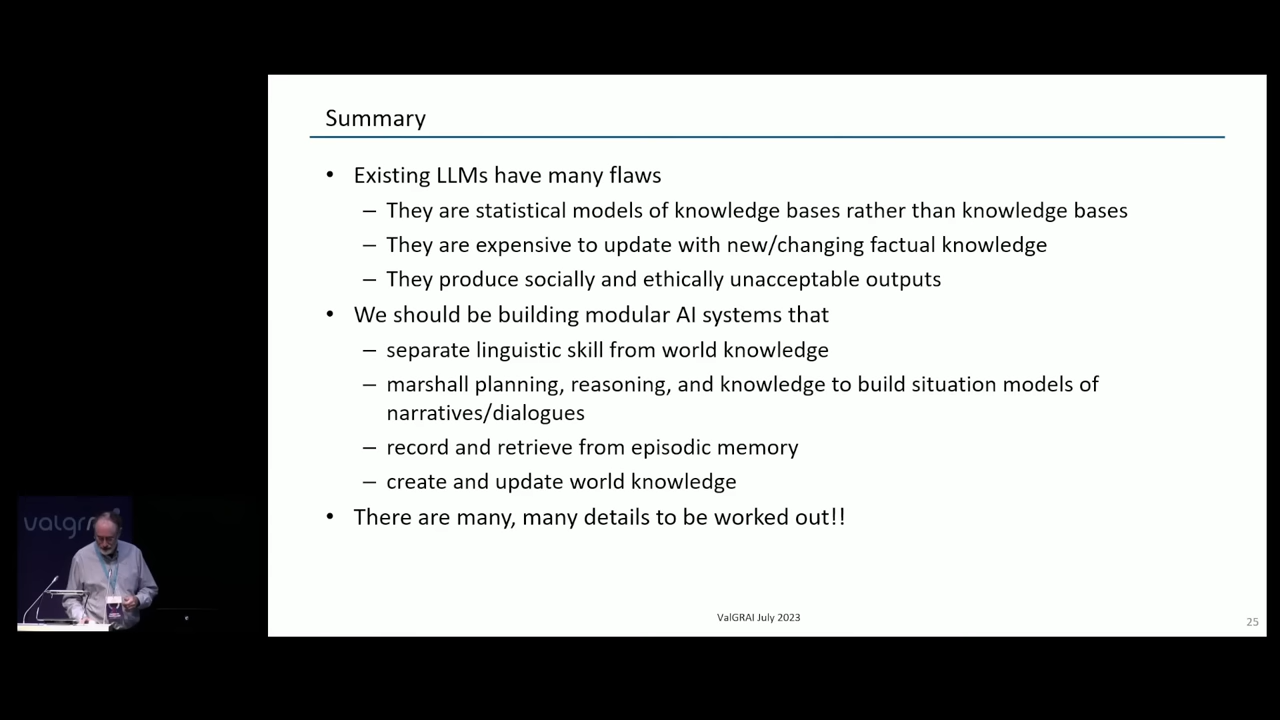 Summary
• Existing LLMs have many flaws
– They are statistical models of knowledge bases rather than knowledge bases
– They are expensive to update with new/changing factual knowledge
– They produce socially and ethically unacceptable outputs
• We should be building modular AI systems that
– separate linguistic skill from world knowledge
– marshall planning, reasoning, and knowledge to build situation models of
narratives/dialogues
– record and retrieve from episodic memory
– create and update world knowledge
• There are many, many details to be worked out!!
ValGRAI July 2023
25